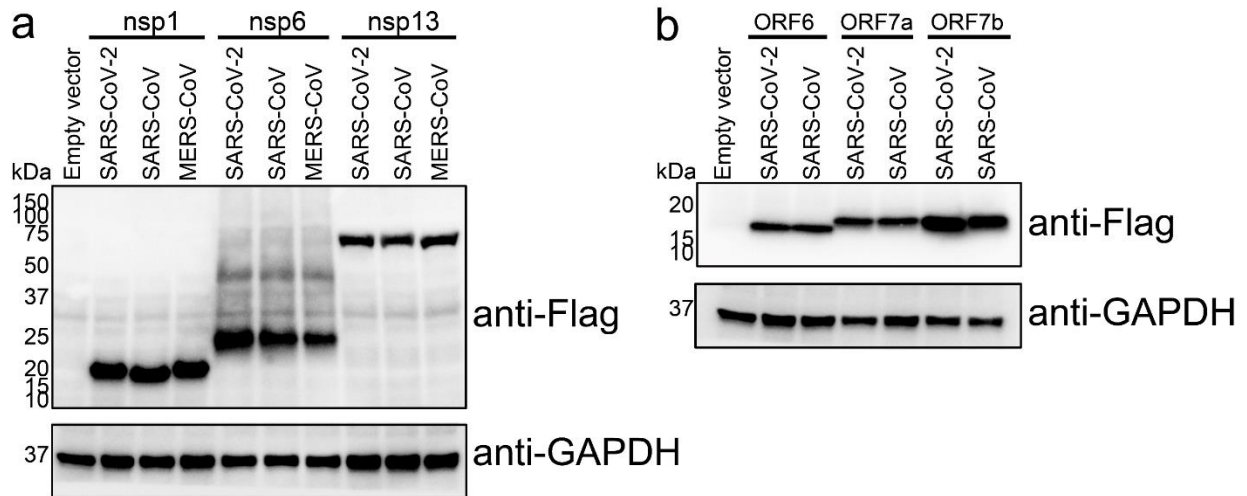 a
nsp1 nsp6 nsp13
Empty vector
SARS-CoV-2
SARS-CoV
MERS-CoV
SARS-CoV-2
SARS-CoV
MERS-CoV
SARS-CoV-2
SARS-CoV
MERS-CoV
kDa
150
100
75
50
37
25
20
15
10
anti-Flag
37
anti-GAPDH
b
ORF6 ORF7a ORF7b
Empty vector
SARS-CoV-2
SARS-CoV
SARS-CoV-2
SARS-CoV
SARS-CoV-2
SARS-CoV
kDa
20
15
10
anti-Flag
37
anti-GAPDH